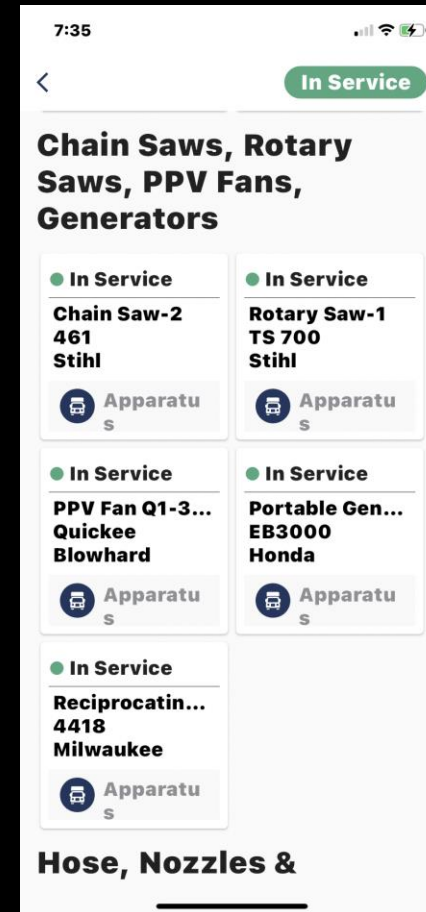 7:35
In Service
Chain Saws, Rotary
Saws, PPV Fans,
Generators
In Service
Chain Saw-2
461
Stihl
Apparatu
s
In Service
Rotary Saw-1
TS 700
Stihl
Apparatu
s
In Service
PPV Fan Q1-3...
Quickee
Blowhard
Apparatu
s
In Service
Portable Gen...
EB3000
Honda
Apparatu
s
In Service
Reciprocatin...
4418
Milwaukee
Apparatu
s
Hose, Nozzles &